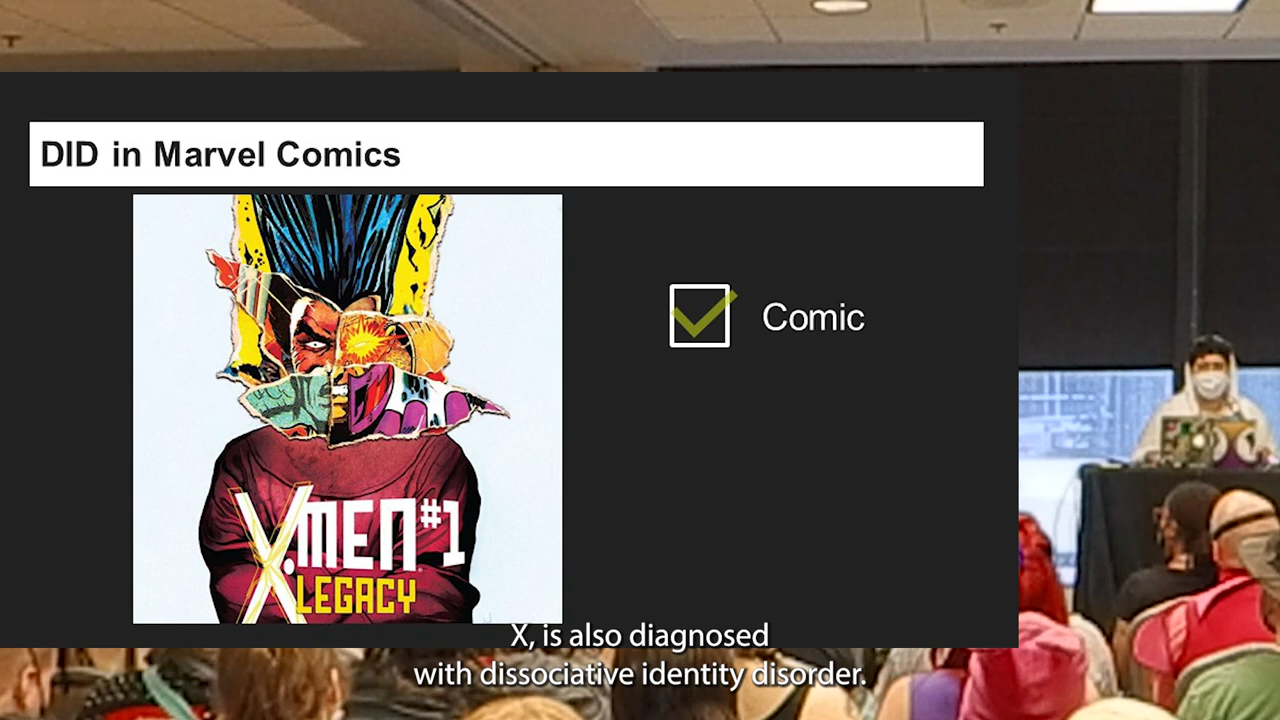 DID in Marvel Comics
Comic
X-MEN #1
LEGACY
X, is also diagnosed
with dissociative identity disorder.